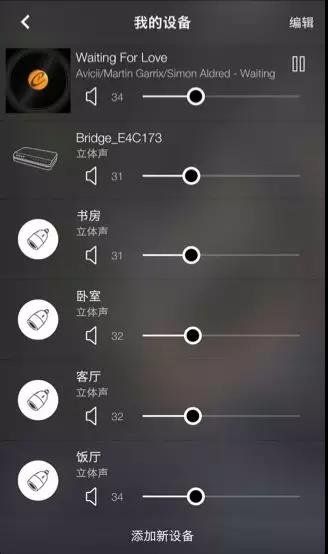 我的设备
编辑
Waiting For Love
Avicii/Martin Garrix/Simon Aldred - Waiting
34
Bridge_E4C173
立体声
31
书房
立体声
31
卧室
立体声
32
客厅
立体声
32
饭厅
立体声
34
添加新设备